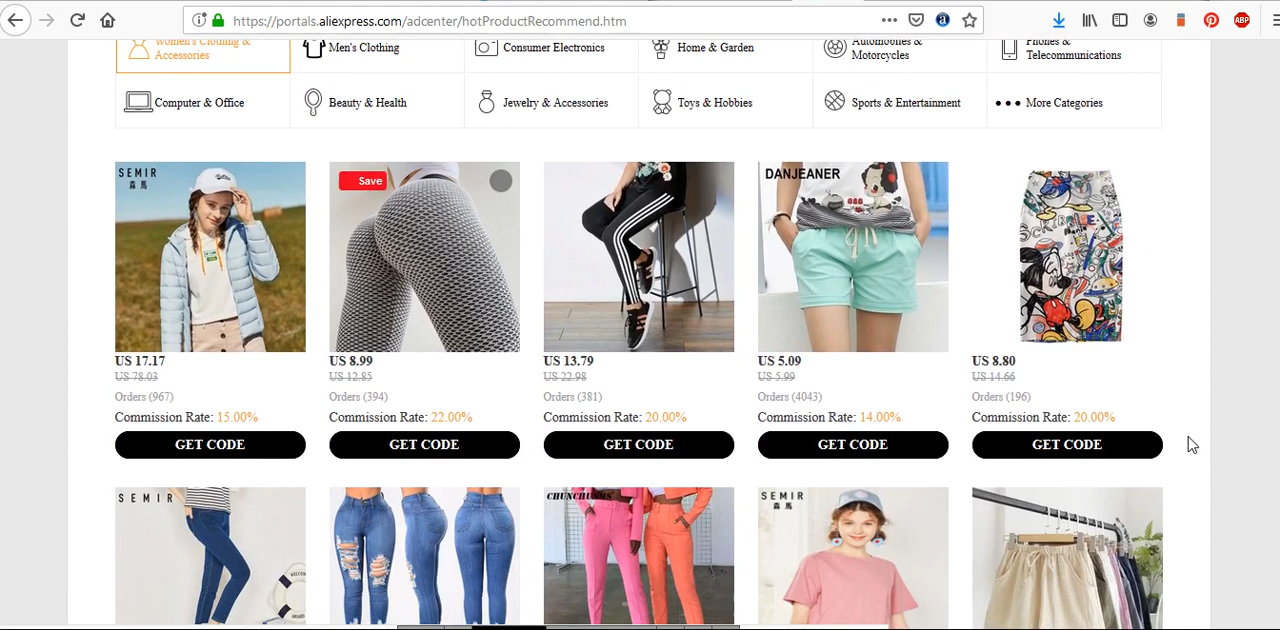 https://portals.aliexpress.com/adcenter/hotProductRecommend.htm
Women's Clothing &
Accessories
Men's Clothing
Consumer Electronics
Home & Garden
Automobiles &
Motorcycles
Phones &
Telecommunications
Computer & Office
Beauty & Health
Jewelry & Accessories
Toys & Hobbies
Sports & Entertainment
More Categories
SEMIR
森馬
Save
DANJEANER
US 17.17
US 8.99
US 13.79
US 5.09
US 8.80
US 78.03
US 12.85
US 22.98
US 5.99
US 14.66
Orders (967)
Orders (394)
Orders (381)
Orders (4043)
Orders (196)
Commission Rate: 15.00%
Commission Rate: 22.00%
Commission Rate: 20.00%
Commission Rate: 14.00%
Commission Rate: 20.00%
GET CODE
GET CODE
GET CODE
GET CODE
GET CODE
SEMIR
SEMIR
森馬
ABP